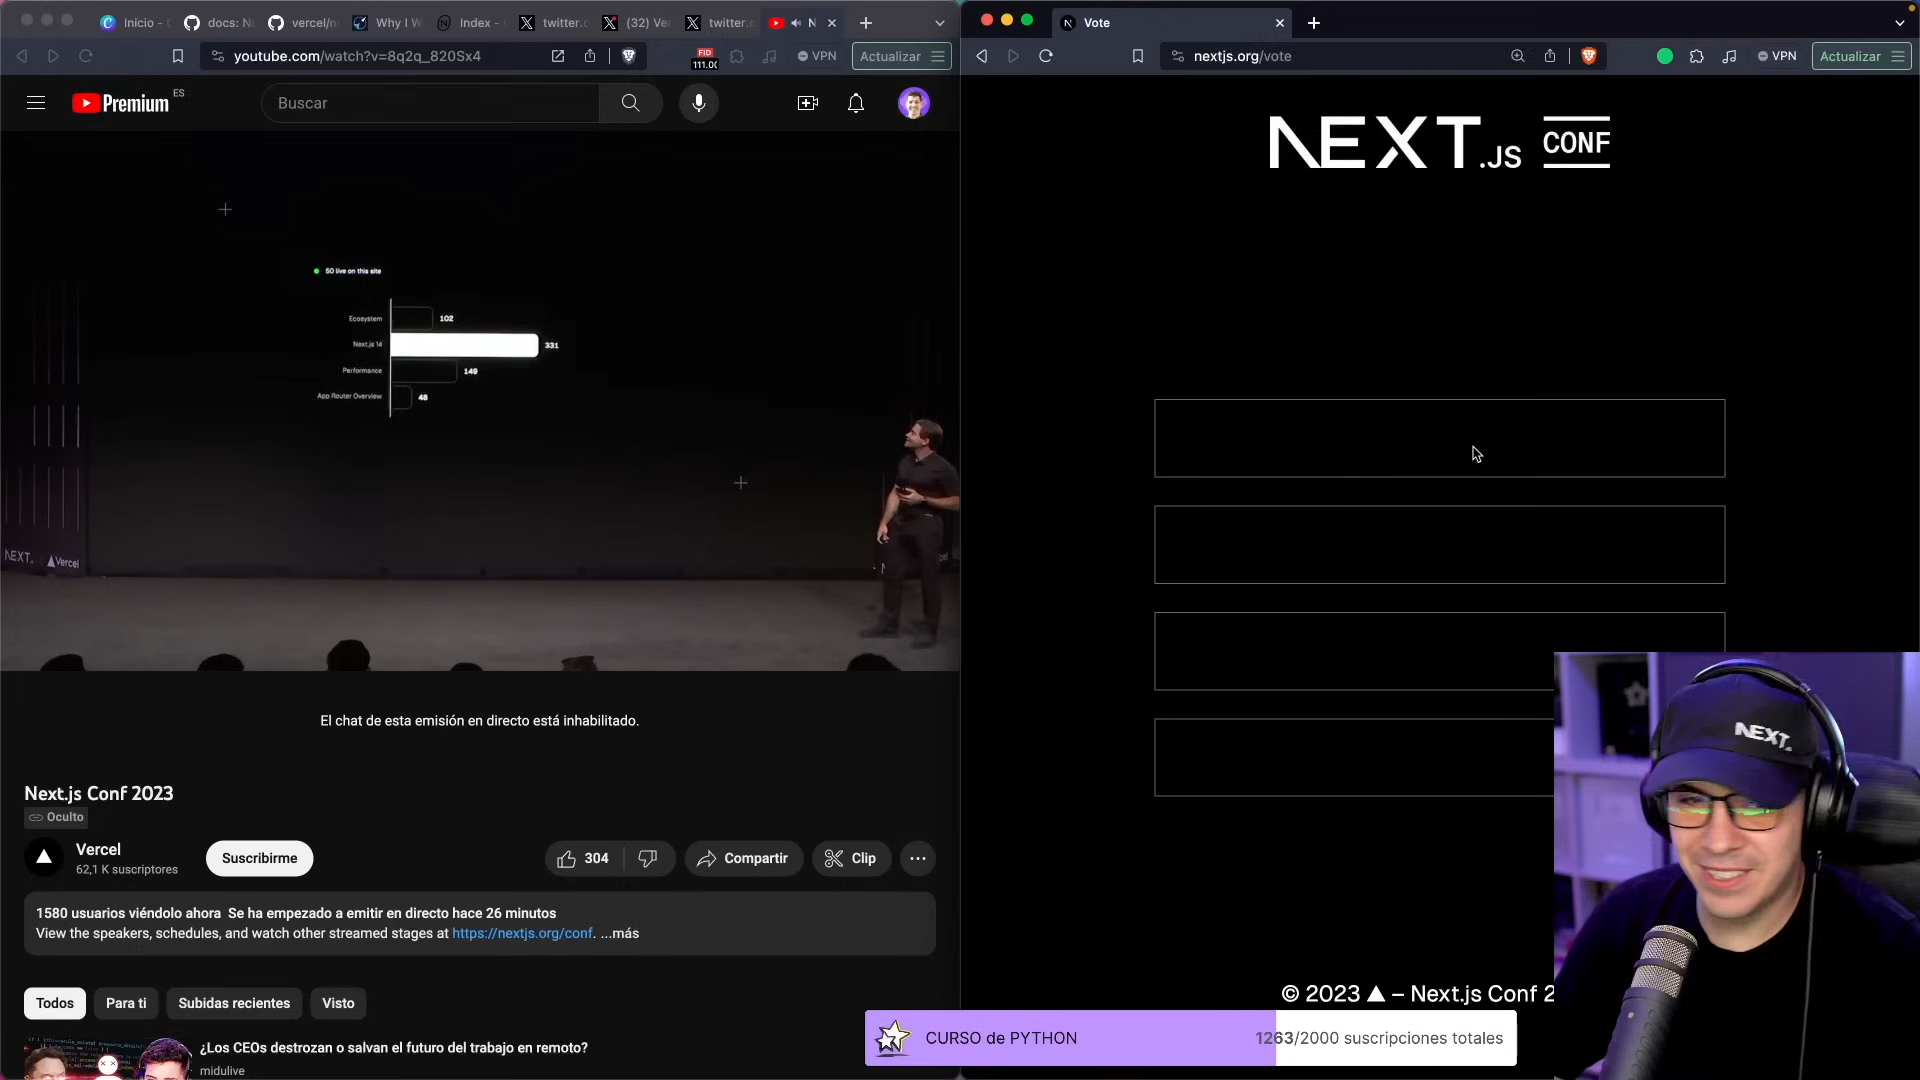 Inicio -
docs: N
vercel/n
Why I W
Index -
twitter.c
(32) Ve
twitter.c
N
youtube.com/watch?v=8q2q_820Sx4
FID
111.00
VPN
Actualizar
Premium
ES
Buscar
50 live on this site
Ecosystem
102
Next.js 14
331
Performance
149
App Router Overview
48
NEXT.
Vercel
El chat de esta emisión en directo está inhabilitado.
Next.js Conf 2023
Oculto
Vercel
62,1 K suscriptores
Suscribirme
304
Compartir
Clip
1580 usuarios viéndolo ahora Se ha empezado a emitir en directo hace 26 minutos
View the speakers, schedules, and watch other streamed stages at https://nextjs.org/conf. ...más
Todos
Para ti
Subidas recientes
Visto
¿Los CEOs destrozan o salvan el futuro del trabajo en remoto?
midulive
Vote
nextjs.org/vote
VPN
Actualizar
NEXT.JS CONF
NEXT.
© 2023 ▲ – Next.js Conf 2
CURSO de PYTHON
1263/2000 suscripciones totales